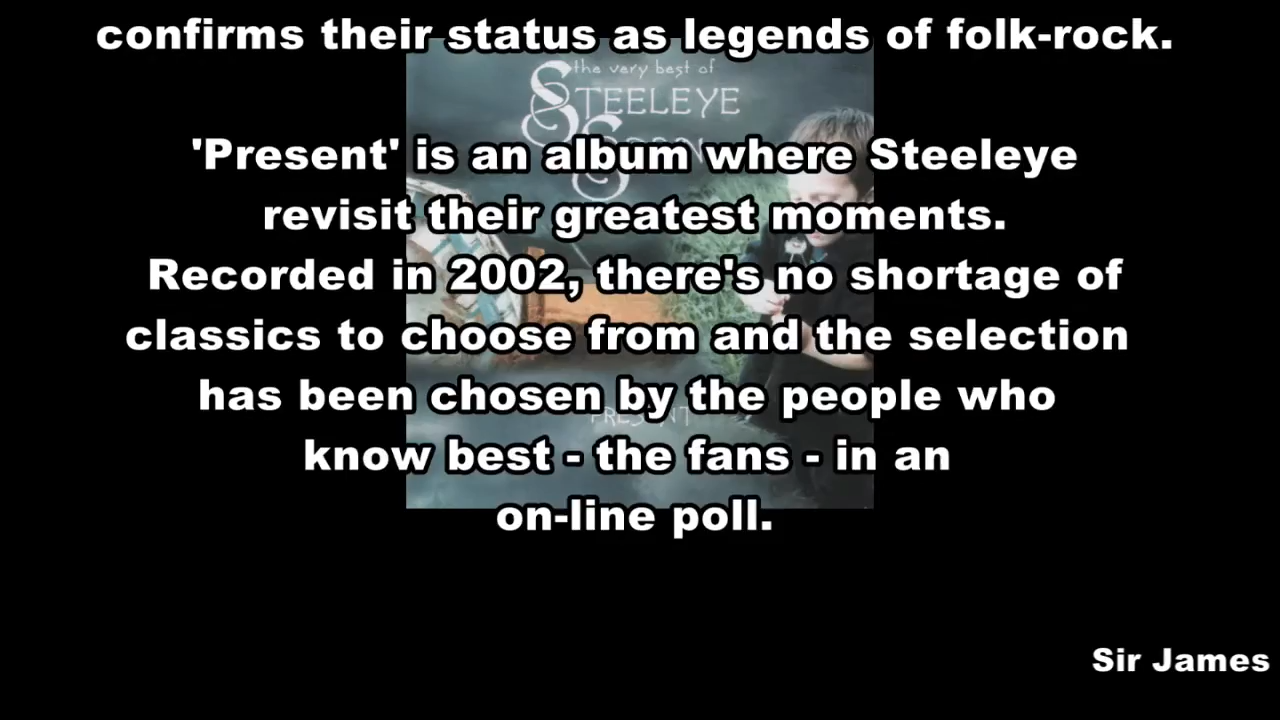 confirms their status as legends of folk-rock.
the very best of
STEELEYE
'Present' is an album where Steeleye
revisit their greatest moments.
Recorded in 2002, there's no shortage of
classics to choose from and the selection
has been chosen by the people who
know best - the fans - in an
on-line poll.
Sir James